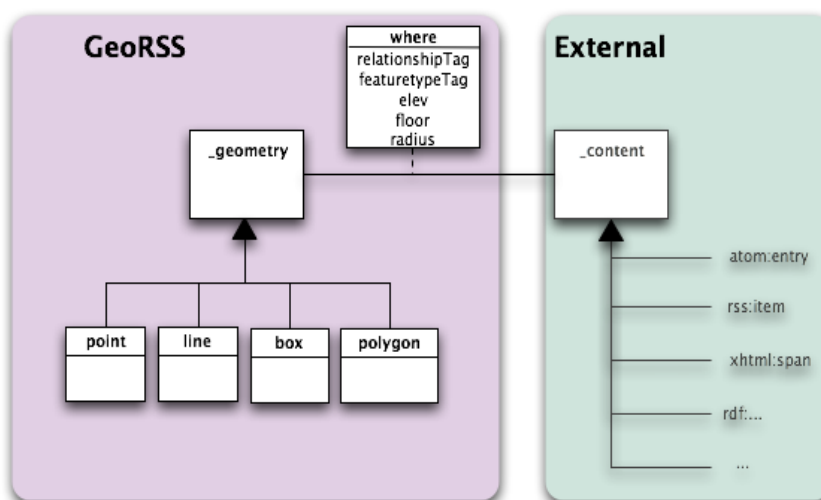 GeoRSS
where
relationshipTag
featuretypeTag
elev
floor
radius
_geometry
point
line
box
polygon
External
_content
atom:entry
rss:item
xhtml:span
rdf:...
...